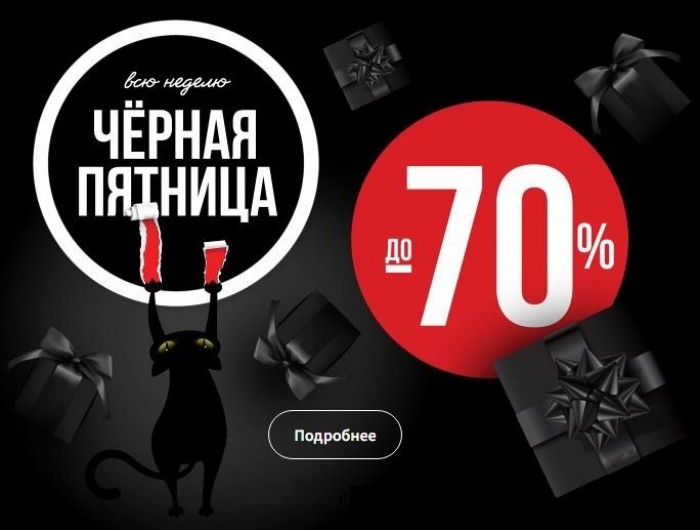 всю неделю
ЧЁРНАЯ
ПЯТНИЦА
до 70%
Подробнее